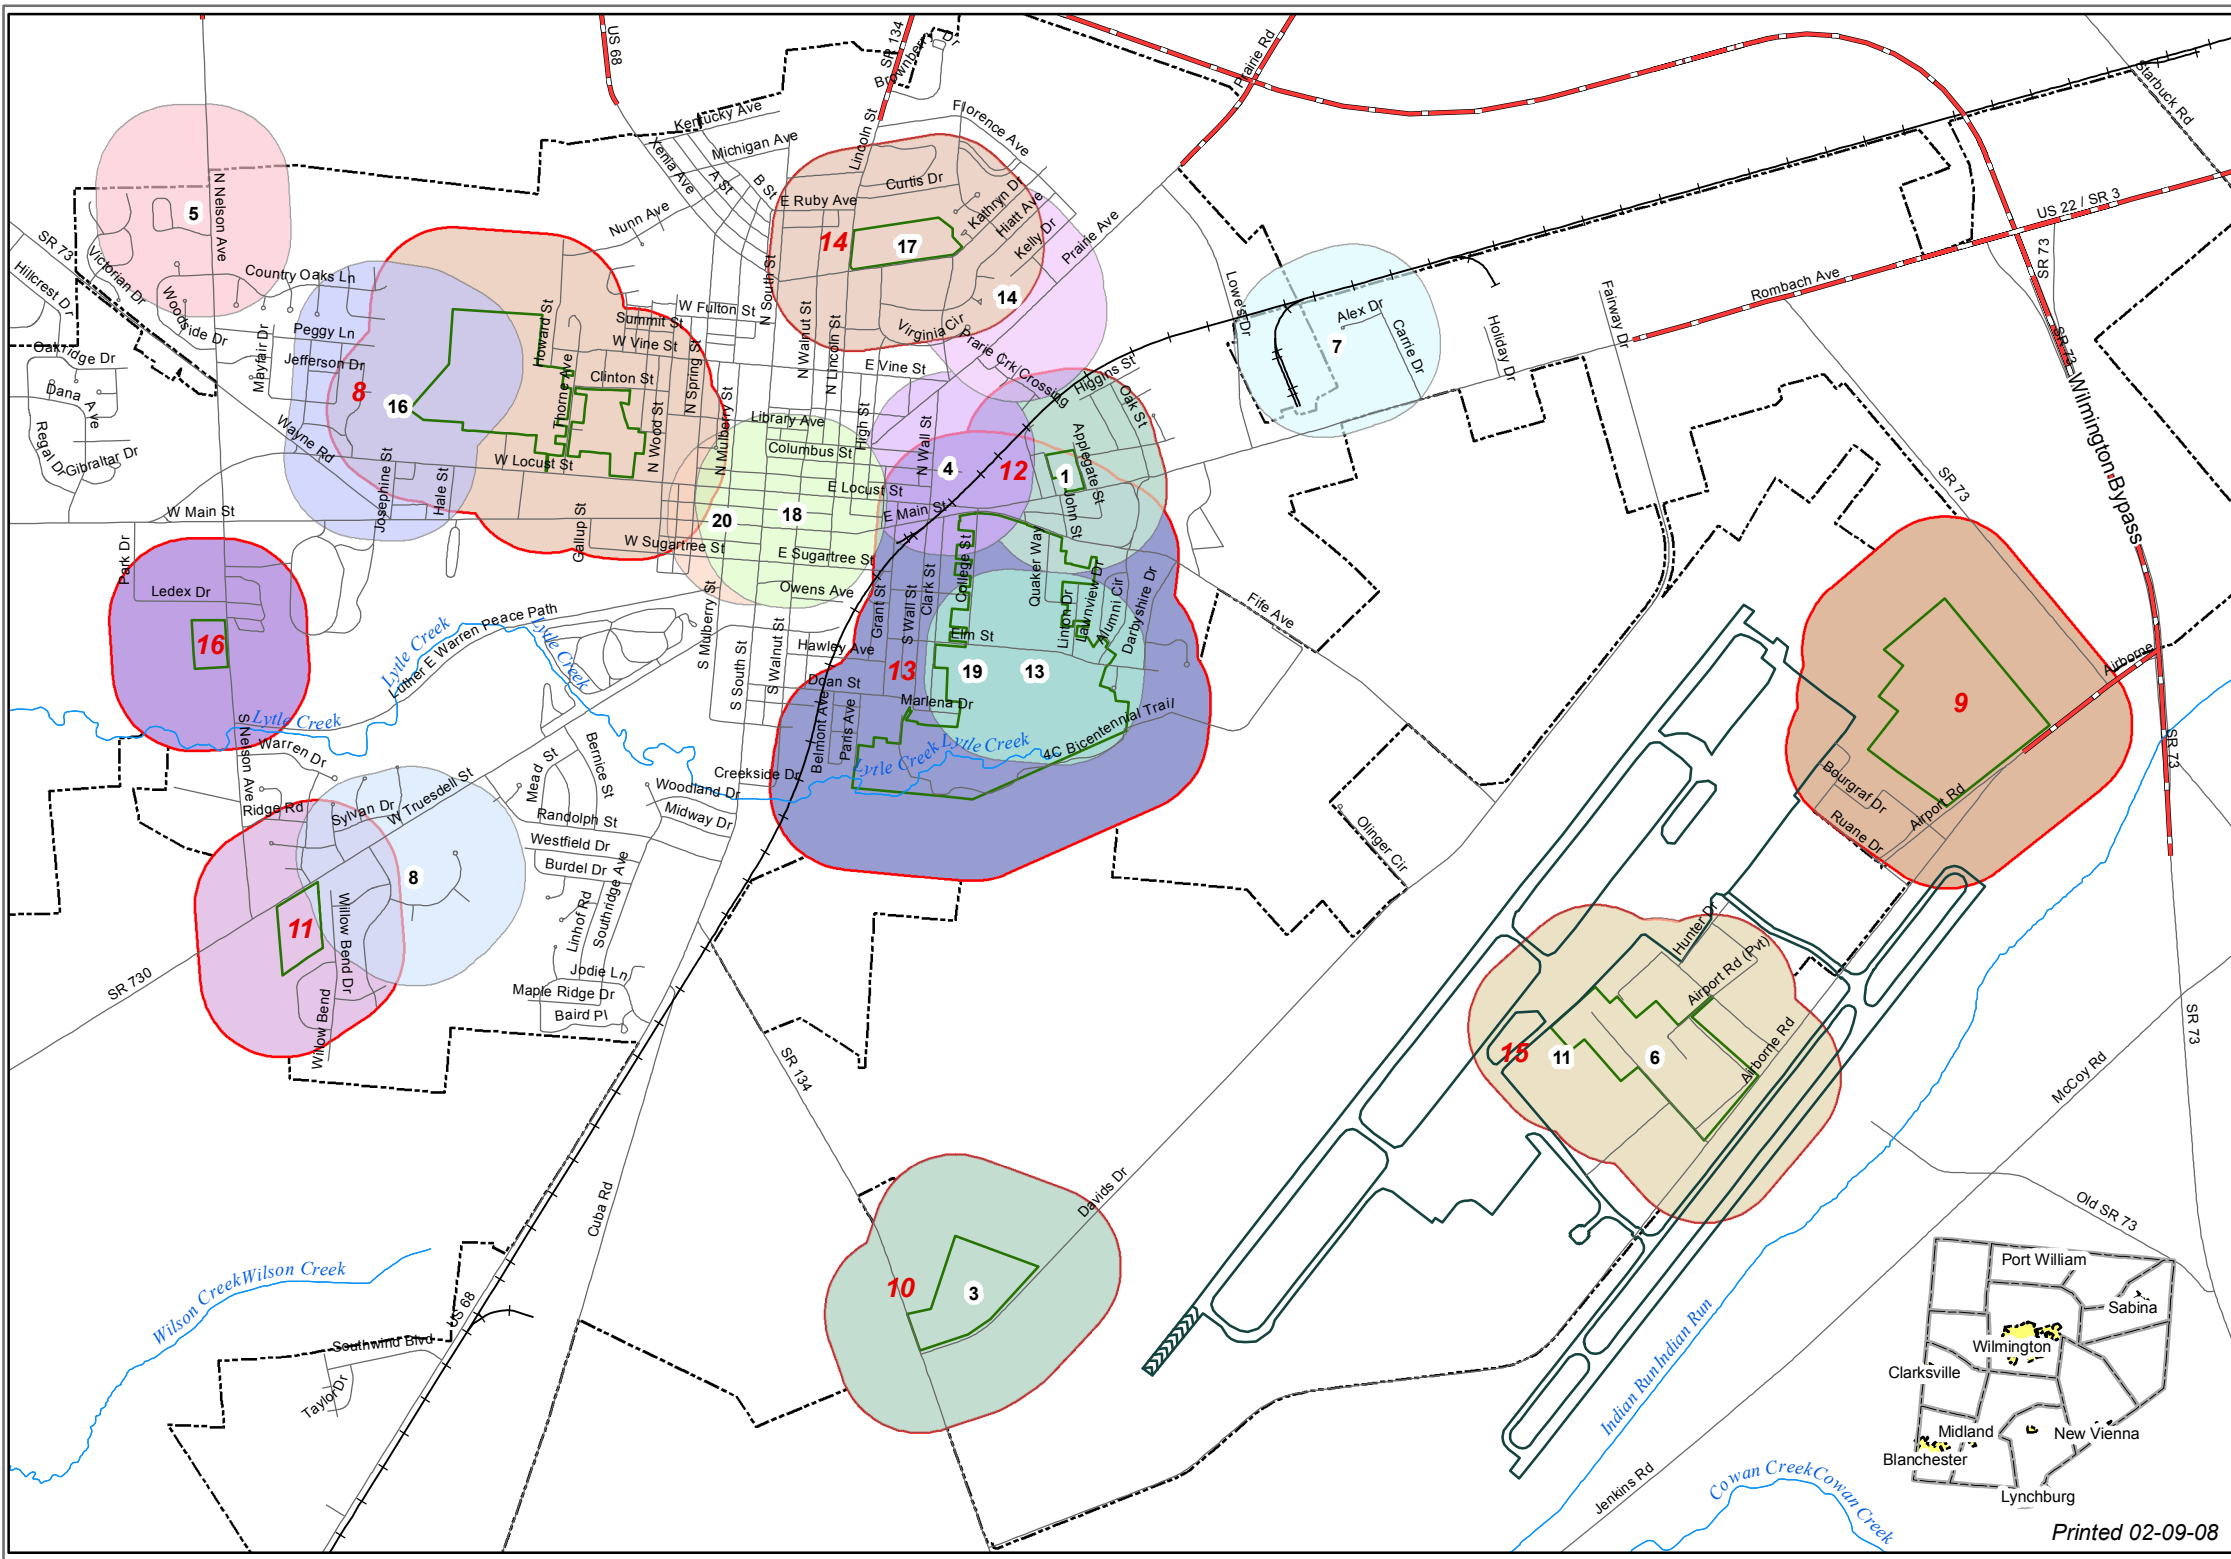 US 68
SR 134
Brownberry Dr
Prairie Rd
Starbuck Rd
Kentucky Ave
Florence Ave
Michigan Ave
Xenia Ave
A St
B St
Lincoln St
Curtis Dr
Kathryn Dr
Hiatt Ave
Kelly Dr
Prairie Ave
E Ruby Ave
Nunn Ave
N Nelson Ave
5
14
17
14
US 22 / SR 3
SR 73
SR 73
Hillcrest Dr
Victorian Dr
Woodside Dr
Country Oaks Ln
Peggy Ln
Jefferson Dr
Mayfair Dr
Oakridge Dr
Dana Ave
Regal Dr
Gibraltar Dr
Wayne Rd
8
16
Howard St
Thorne Ave
Summit St
W Fulton St
W Vine St
Clinton St
N Wood St
N Spring St
N Mulberry St
N South St
N Walnut St
N Lincoln St
Virginia Cir
Prarie Crk Crossing
E Vine St
Higgins St
Oak St
Lowes Dr
Alex Dr
Carrie Dr
7
Holiday Dr
Fairway Dr
Rombach Ave
SR 73
Wilmington Bypass
SR 73
Library Ave
Columbus St
High St
N Wall St
4
12
1
Applegate St
John St
W Locust St
E Locust St
E Main St
W Main St
Josephine St
Hale St
Gallup St
20
18
W Sugartree St
E Sugartree St
Owens Ave
Park Dr
Ledex Dr
16
Lytle Creek
Luther E Warren Peace Path
Lytle Creek
Lytle Creek
S Mulberry St
S South St
S Walnut St
Hawley Ave
Doan St
Grant St
S Wall St
Clark St
College St
Elm St
Quaker Way
Linton Dr
Lawnview Dr
Alumni Cir
Darbyshire Dr
Fife Ave
13
19
13
Marlena Dr
Belmont Ave
Paris Ave
Lytle Creek
Lytle Creek
4C Bicentennial Trail
Creekside Dr
9
Airborne
SR 73
Bourgraf Dr
Ruane Dr
Airport Rd
S Nelson Ave
Warren Dr
Ridge Rd
Sylvan Dr
W Truesdell St
Mead St
Bernice St
Randolph St
Woodland Dr
Midway Dr
Westfield Dr
Burdel Dr
Linhof Rd
Southridge Ave
Jodie Ln
Maple Ridge Dr
Baird Pl
8
11
Willow Bend Dr
Willow Bend
SR 730
Olinger Cir
Hunter Dr
Airport Rd (Pvt)
Airborne Rd
15
11
6
SR 73
McCoy Rd
Old SR 73
SR 134
Cuba Rd
Davids Dr
10
3
Wilson Creek
Wilson Creek
US 68
Southwind Blvd
Taylor Dr
Indian Run
Indian Run
Jenkins Rd
Cowan Creek
Cowan Creek
Port William
Sabina
Wilmington
Clarksville
Midland
New Vienna
Blanchester
Lynchburg
Printed 02-09-08